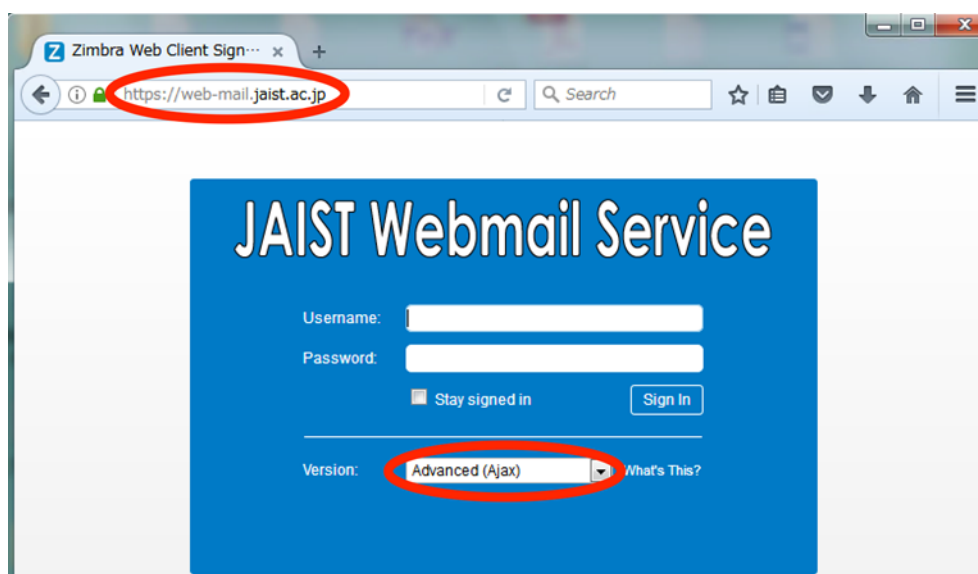 Zimbra Web Client Sign…
https://web-mail.jaist.ac.jp
Search
JAIST Webmail Service
Username:
Password:
Stay signed in
Sign In
Version:
Advanced (Ajax)
What's This?